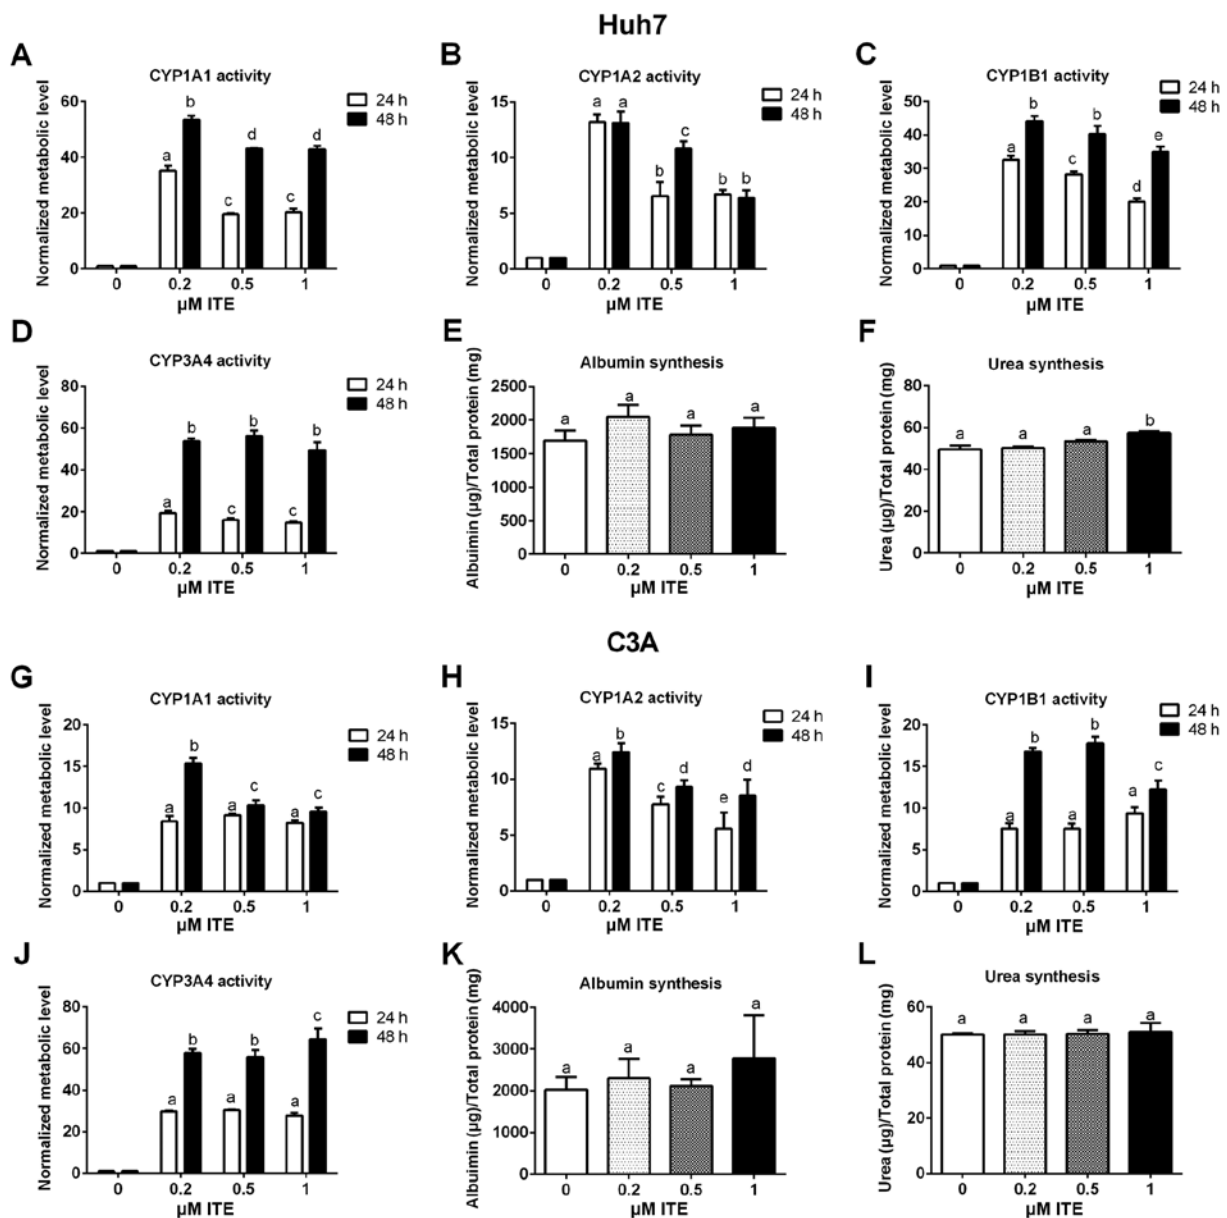 Huh7
A
CYP1A1 activity
Normalized metabolic level
60
40
20
0
a
b
c
d
c
d
24 h
48 h
0 0.2 0.5 1
µM ITE
B
CYP1A2 activity
Normalized metabolic level
15
10
5
0
a
a
b
c
b
b
24 h
48 h
0 0.2 0.5 1
µM ITE
C
CYP1B1 activity
Normalized metabolic level
50
40
30
20
10
0
a
b
c
b
d
e
24 h
48 h
0 0.2 0.5 1
µM ITE
D
CYP3A4 activity
Normalized metabolic level
80
60
40
20
0
a
b
c
b
c
b
24 h
48 h
0 0.2 0.5 1
µM ITE
E
Albumin synthesis
Albuimin (µg)/Total protein (mg)
2500
2000
1500
1000
500
0
a
a
a
a
0 0.2 0.5 1
µM ITE
F
Urea synthesis
Urea (µg)/Total protein (mg)
80
60
40
20
0
a
a
a
b
0 0.2 0.5 1
µM ITE
C3A
G
CYP1A1 activity
Normalized metabolic level
20
15
10
5
0
a
b
a
c
a
c
24 h
48 h
0 0.2 0.5 1
µM ITE
H
CYP1A2 activity
Normalized metabolic level
15
10
5
0
a
b
c
d
e
d
24 h
48 h
0 0.2 0.5 1
µM ITE
I
CYP1B1 activity
Normalized metabolic level
20
15
10
5
0
a
b
a
b
a
c
24 h
48 h
0 0.2 0.5 1
µM ITE
J
CYP3A4 activity
Normalized metabolic level
80
60
40
20
0
a
b
a
b
a
c
24 h
48 h
0 0.2 0.5 1
µM ITE
K
Albumin synthesis
Albuimin (µg)/Total protein (mg)
4000
3000
2000
1000
0
a
a
a
a
0 0.2 0.5 1
µM ITE
L
Urea synthesis
Urea (µg)/Total protein (mg)
60
40
20
0
a
a
a
a
0 0.2 0.5 1
µM ITE